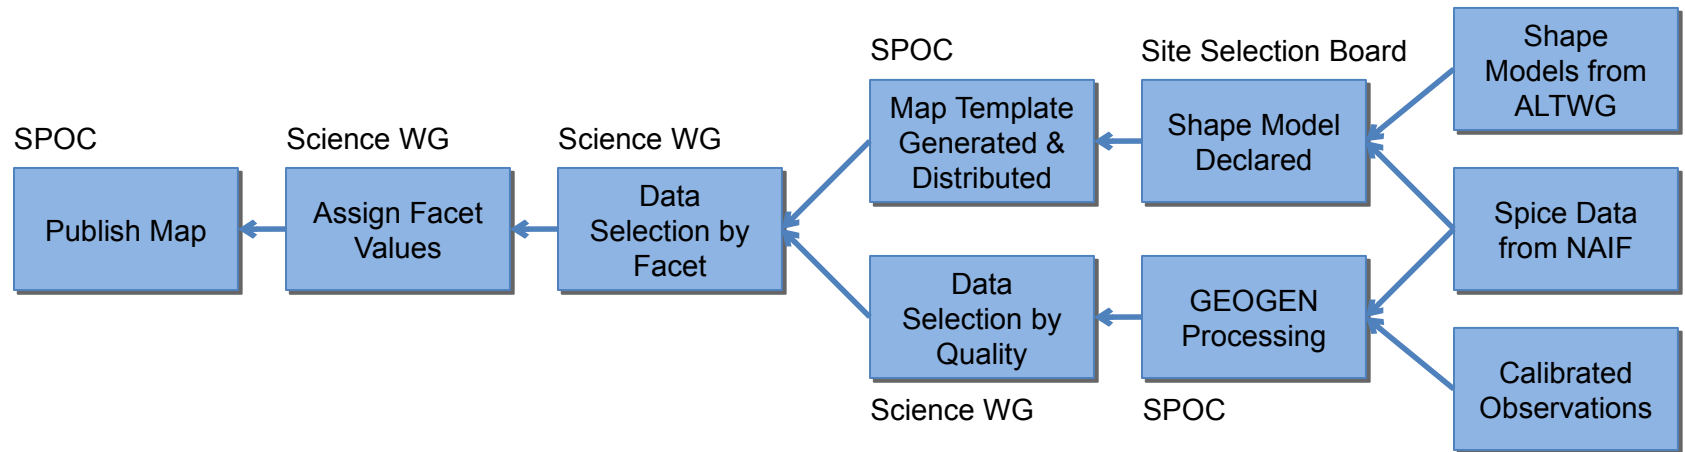 SPOC
Publish Map
Science WG
Assign Facet
Values
Science WG
Data
Selection by
Facet
SPOC
Map Template
Generated &
Distributed
Data
Selection by
Quality
Science WG
Site Selection Board
Shape Model
Declared
GEOGEN
Processing
SPOC
Shape
Models from
ALTWG
Spice Data
from NAIF
Calibrated
Observations